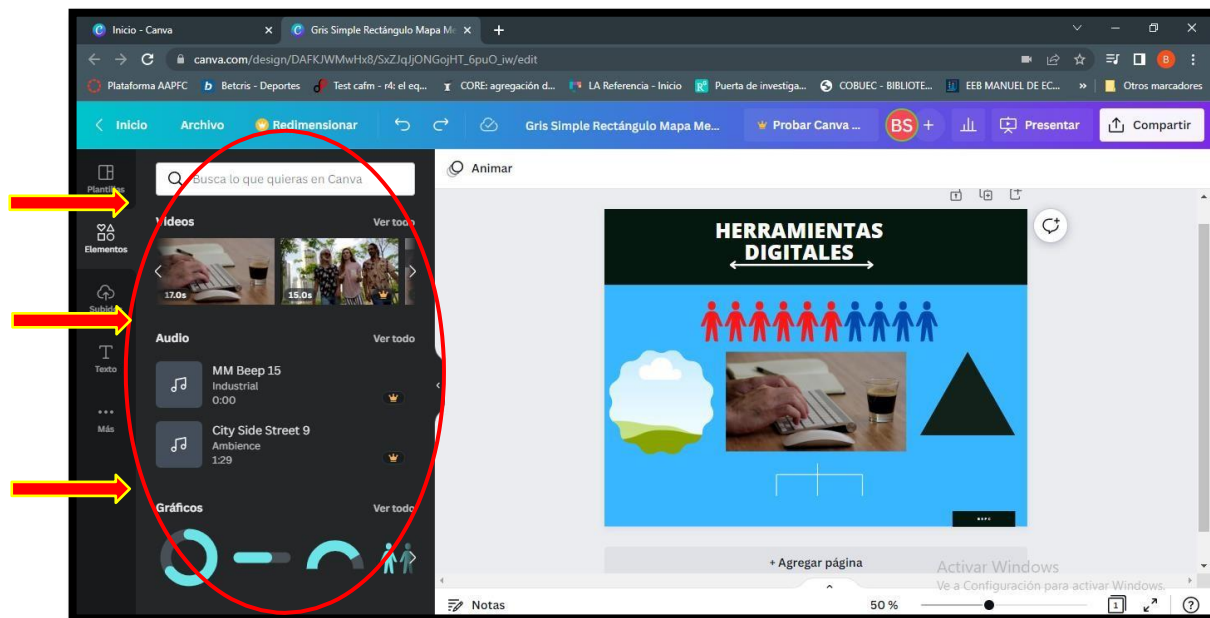 Inicio - Canva
Gris Simple Rectángulo Mapa Me
canva.com/design/DAFKJWMwHx8/SxZJqJjONGojHT_6puO_iw/edit
Plataforma AAPFC
Betcris - Deportes
Test cafm - r4: el eq...
CORE: agregación d...
LA Referencia - Inicio
Puerta de investiga...
COBUEC - BIBLIOTE...
EEB MANUEL DE EC...
»
Otros marcadores
Inicio
Archivo
Redimensionar
Gris Simple Rectángulo Mapa Me...
Probar Canva ...
BS
Presentar
Compartir
Plantillas
Elementos
Subidos
Texto
Más
Busca lo que quieras en Canva
Videos
Ver todo
17.0s
15.0s
Audio
Ver todo
MM Beep 15
Industrial
0:00
City Side Street 9
Ambience
1:29
Gráficos
Ver todo
Animar
HERRAMIENTAS
DIGITALES
+ Agregar página
Activar Windows
Ve a Configuración para activar Windows.
Notas
50 %
1